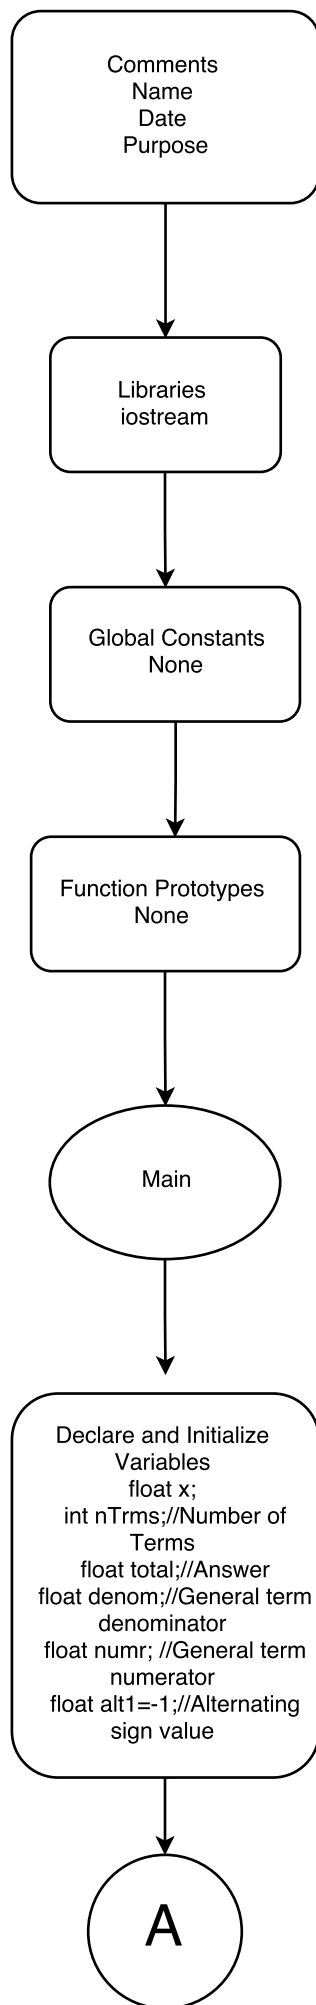 Comments
Name
Date
Purpose
Libraries
iostream
Global Constants
None
Function Prototypes
None
Main
Declare and Initialize
Variables
float x;
int nTrms;//Number of
Terms
float total;//Answer
float denom;//General term
denominator
float numr; //General term
numerator
float alt1=-1;//Alternating
sign value
A